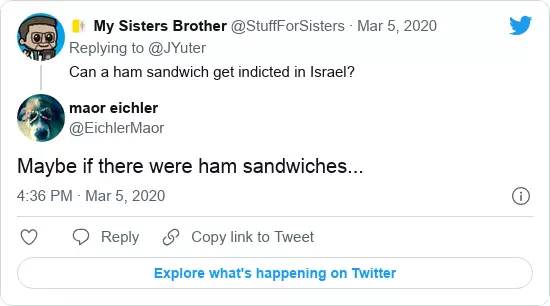 My Sisters Brother @StuffForSisters · Mar 5, 2020
Replying to @JYuter
Can a ham sandwich get indicted in Israel?
maor eichler
@EichlerMaor
Maybe if there were ham sandwiches...
4:36 PM · Mar 5, 2020
Reply
Copy link to Tweet
Explore what's happening on Twitter